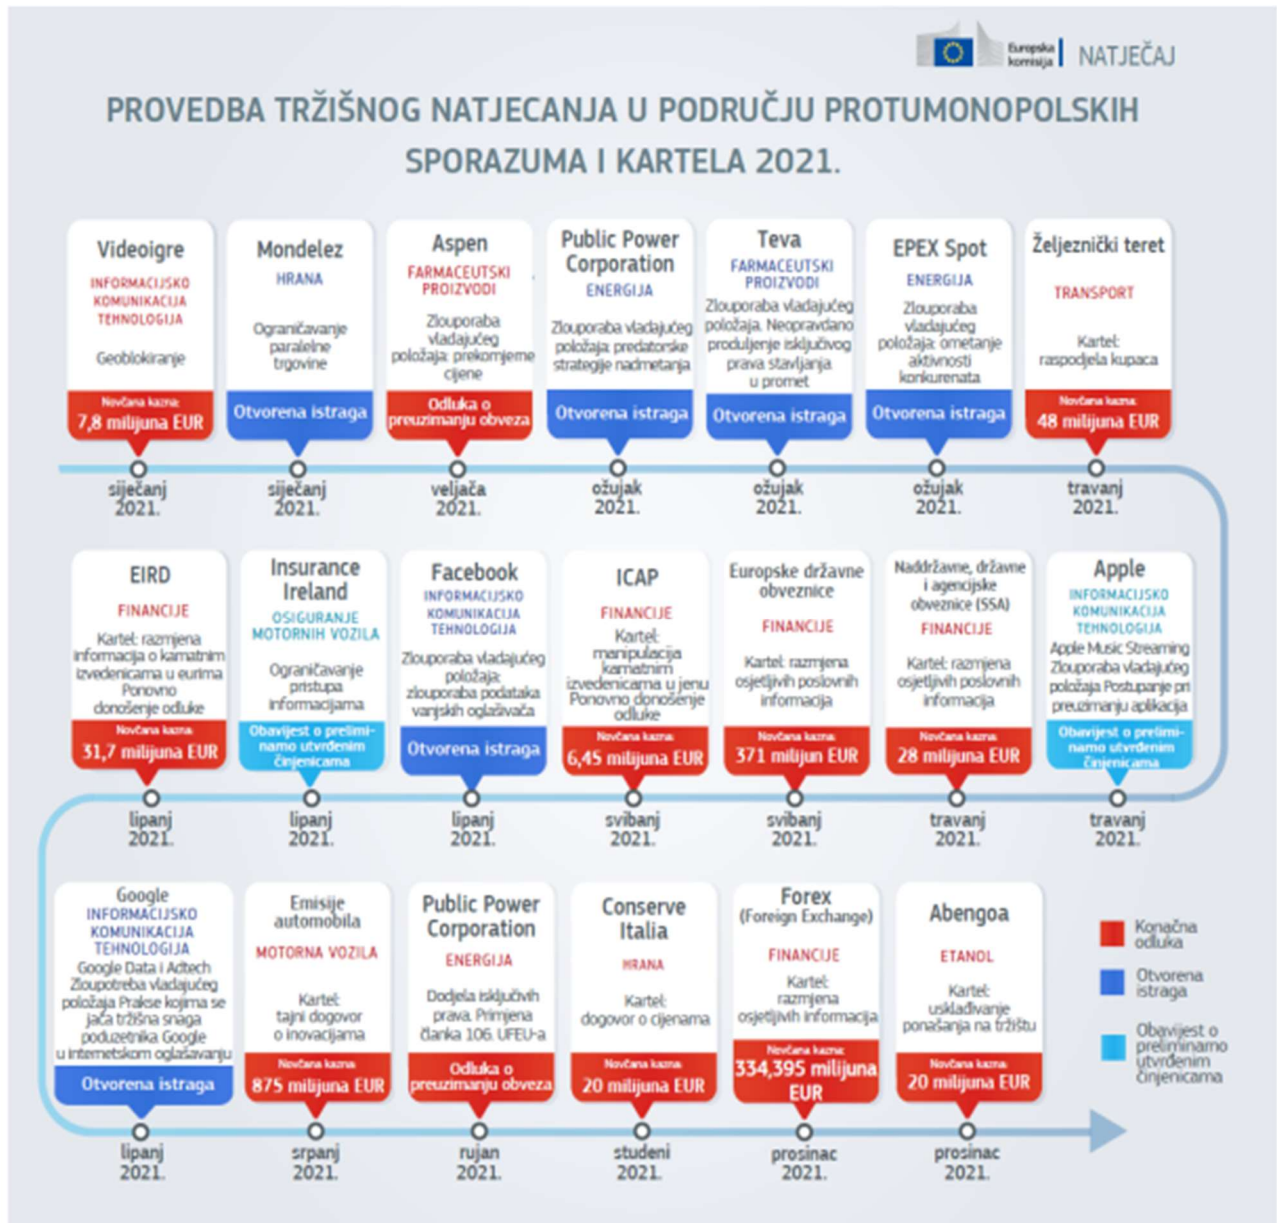 Europska
komisija
NATJEČAJ
PROVEDBA TRŽIŠNOG NATJECANJA U PODRUČJU PROTUMONOPOLSKIH
SPORAZUMA I KARTELA 2021.
Videoigre
INFORMACIJSKO
KOMUNIKACIJA
TEHNOLOGIJA
Geoblokiranje
Novčana kazna:
7,8 milijuna EUR
siječanj
2021.
Mondelez
HRANA
Ograničavanje
paralelne
trgovine
Otvorena istraga
siječanj
2021.
Aspen
FARMACEUTSKI
PROIZVODI
Zlouporaba
vladajućeg
položaja: prekomjerne
cijene
Odluka o
preuzimanju obveza
veljača
2021.
Public Power
Corporation
ENERGIJA
Zlouporaba vladajućeg
položaja: predatorske
strategije nadmetanja
Otvorena istraga
ožujak
2021.
Teva
FARMACEUTSKI
PROIZVODI
Zlouporaba vladajućeg
položaja. Neopravdano
produljenje isključivog
prava stavljanja
u promet
Otvorena istraga
ožujak
2021.
EPEX Spot
ENERGIJA
Zlouporaba
vladajućeg
položaja: ometanje
aktivnosti
konkurenata
Otvorena istraga
ožujak
2021.
Željeznički teret
TRANSPORT
Kartel:
raspodjela kupaca
Novčana kazna:
48 milijuna EUR
travanj
2021.
EIRD
FINANCIJE
Kartel: razmjena
informacija o kamatnim
izvedenicama u eurima
Ponovno
donošenje odluke
Novčana kazna:
31,7 milijuna EUR
lipanj
2021.
Insurance
Ireland
OSIGURANJE
MOTORNIH VOZILA
Ograničavanje
pristupa
informacijama
Obavijest o prelimi-
narno utvrđenim
činjenicama
lipanj
2021.
Facebook
INFORMACIJSKO
KOMUNIKACIJA
TEHNOLOGIJA
Zlouporaba vladajućeg
položaja:
zlouporaba podataka
vanjskih oglašivača
Otvorena istraga
lipanj
2021.
ICAP
FINANCIJE
Kartel:
manipulacija
kamatnim
izvedenicama u jenu
Ponovno donošenje
odluke
Novčana kazna:
6,45 milijuna EUR
svibanj
2021.
Europske državne
obveznice
FINANCIJE
Kartel: razmjena
osjetljivih poslovnih
informacija
Novčana kazna:
371 milijun EUR
svibanj
2021.
Naddržavne, državne
i agencijske
obveznice (SSA)
FINANCIJE
Kartel: razmjena
osjetljivih poslovnih
informacija
Novčana kazna:
28 milijuna EUR
travanj
2021.
Apple
INFORMACIJSKO
KOMUNIKACIJA
TEHNOLOGIJA
Apple Music Streaming
Zlouporaba vladajućeg
položaja Postupanje pri
preuzimanju aplikacija
Obavijest o prelimi-
narno utvrđenim
činjenicama
travanj
2021.
Google
INFORMACIJSKO
KOMUNIKACIJA
TEHNOLOGIJA
Google Data i Adtech
Zloupotreba vladajućeg
položaja Prakse kojima se
jača tržišna snaga
poduzetnika Google
u internetskom oglašavanju
Otvorena istraga
lipanj
2021.
Emisije
automobila
MOTORNA VOZILA
Kartel:
tajni dogovor
o inovacijama
Novčana kazna:
875 milijuna EUR
srpanj
2021.
Public Power
Corporation
ENERGIJA
Dodjela isključivih
prava. Primjena
članka 106. UFEU-a
Odluka o
preuzimanju obveza
rujan
2021.
Conserve
Italia
HRANA
Kartel:
dogovor o cijenama
Novčana kazna:
20 milijuna EUR
studeni
2021.
Forex
(Foreign Exchange)
FINANCIJE
Kartel:
razmjena
osjetljivih informacija
Novčana kazna:
334,395 milijuna
EUR
prosinac
2021.
Abengoa
ETANOL
Kartel:
usklađivanje
ponašanja na tržištu
Novčana kazna:
20 milijuna EUR
prosinac
2021.
Konačna
odluka
Otvorena
istraga
Obavijest o
preliminarno
utvrđenim
činjenicama